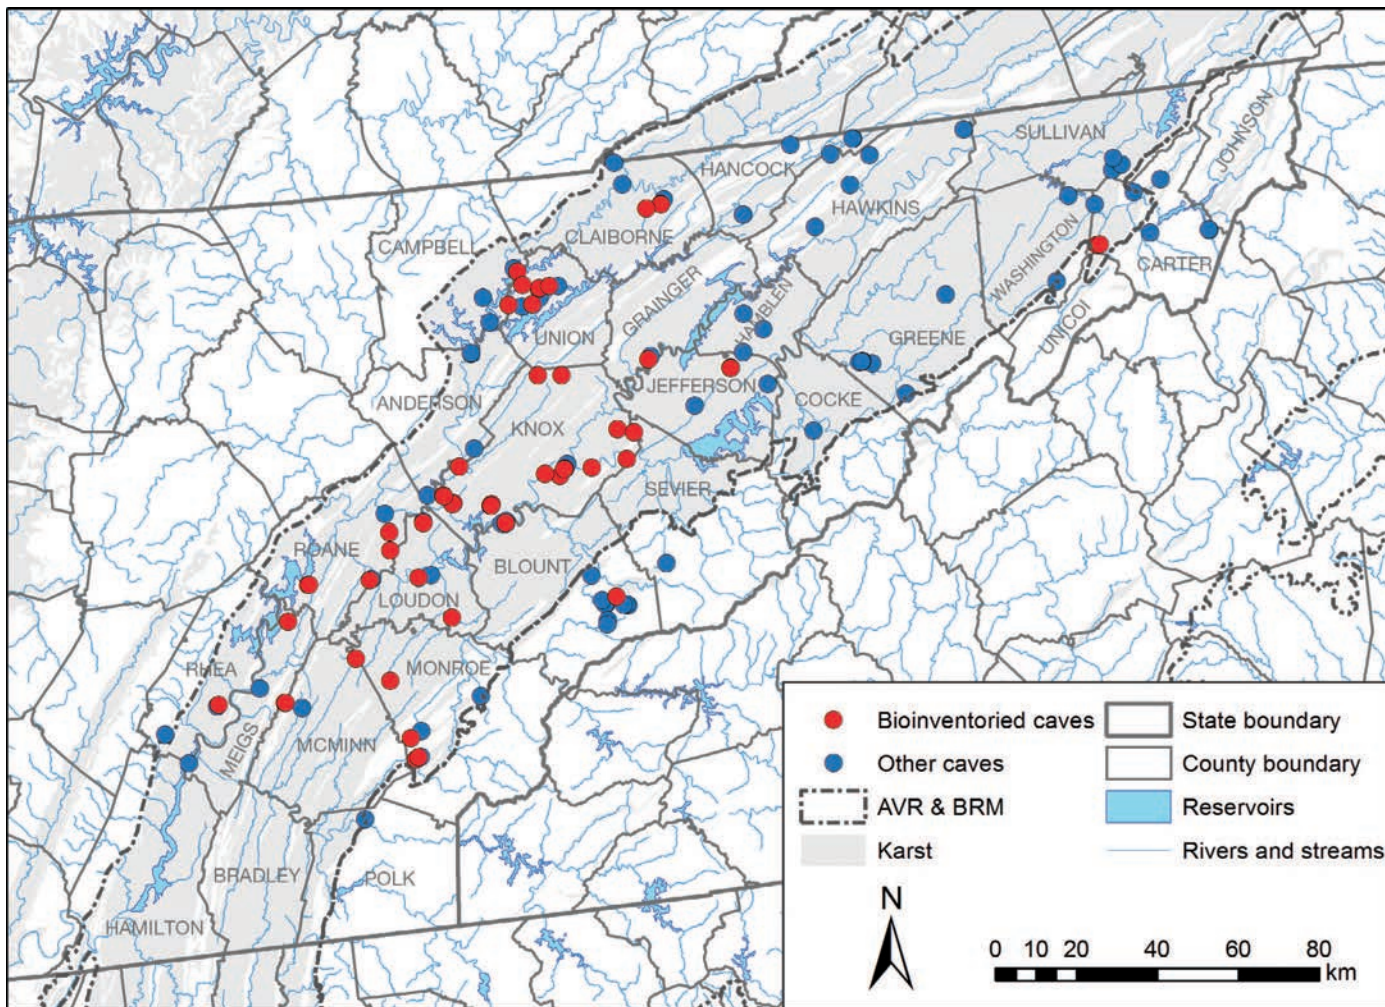 SULLIVAN
JOHNSON
HANCOCK
HAWKINS
CAMPBELL
CLAIBORNE
WASHINGTON
CARTER
GRAINGER
HAMBLEN
UNION
UNICOI
GREENE
JEFFERSON
ANDERSON
COCKE
KNOX
SEVIER
ROANE
BLOUNT
LOUDON
RHEA
MONROE
MEIGS
MCMINN
BRADLEY
POLK
HAMILTON
Bioinventoried caves
State boundary
Other caves
County boundary
AVR & BRM
Reservoirs
Karst
Rivers and streams
N
0 10 20 40 60 80
km